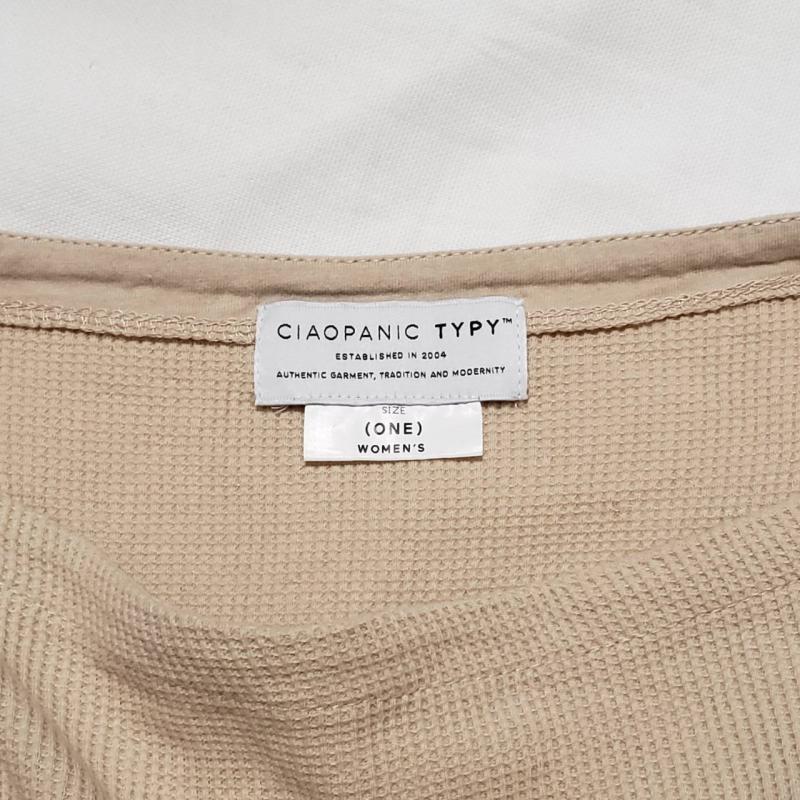 CIAOPANIC TYPY™
ESTABLISHED IN 2004
AUTHENTIC GARMENT, TRADITION AND MODERNITY
SIZE
(ONE)
WOMEN'S